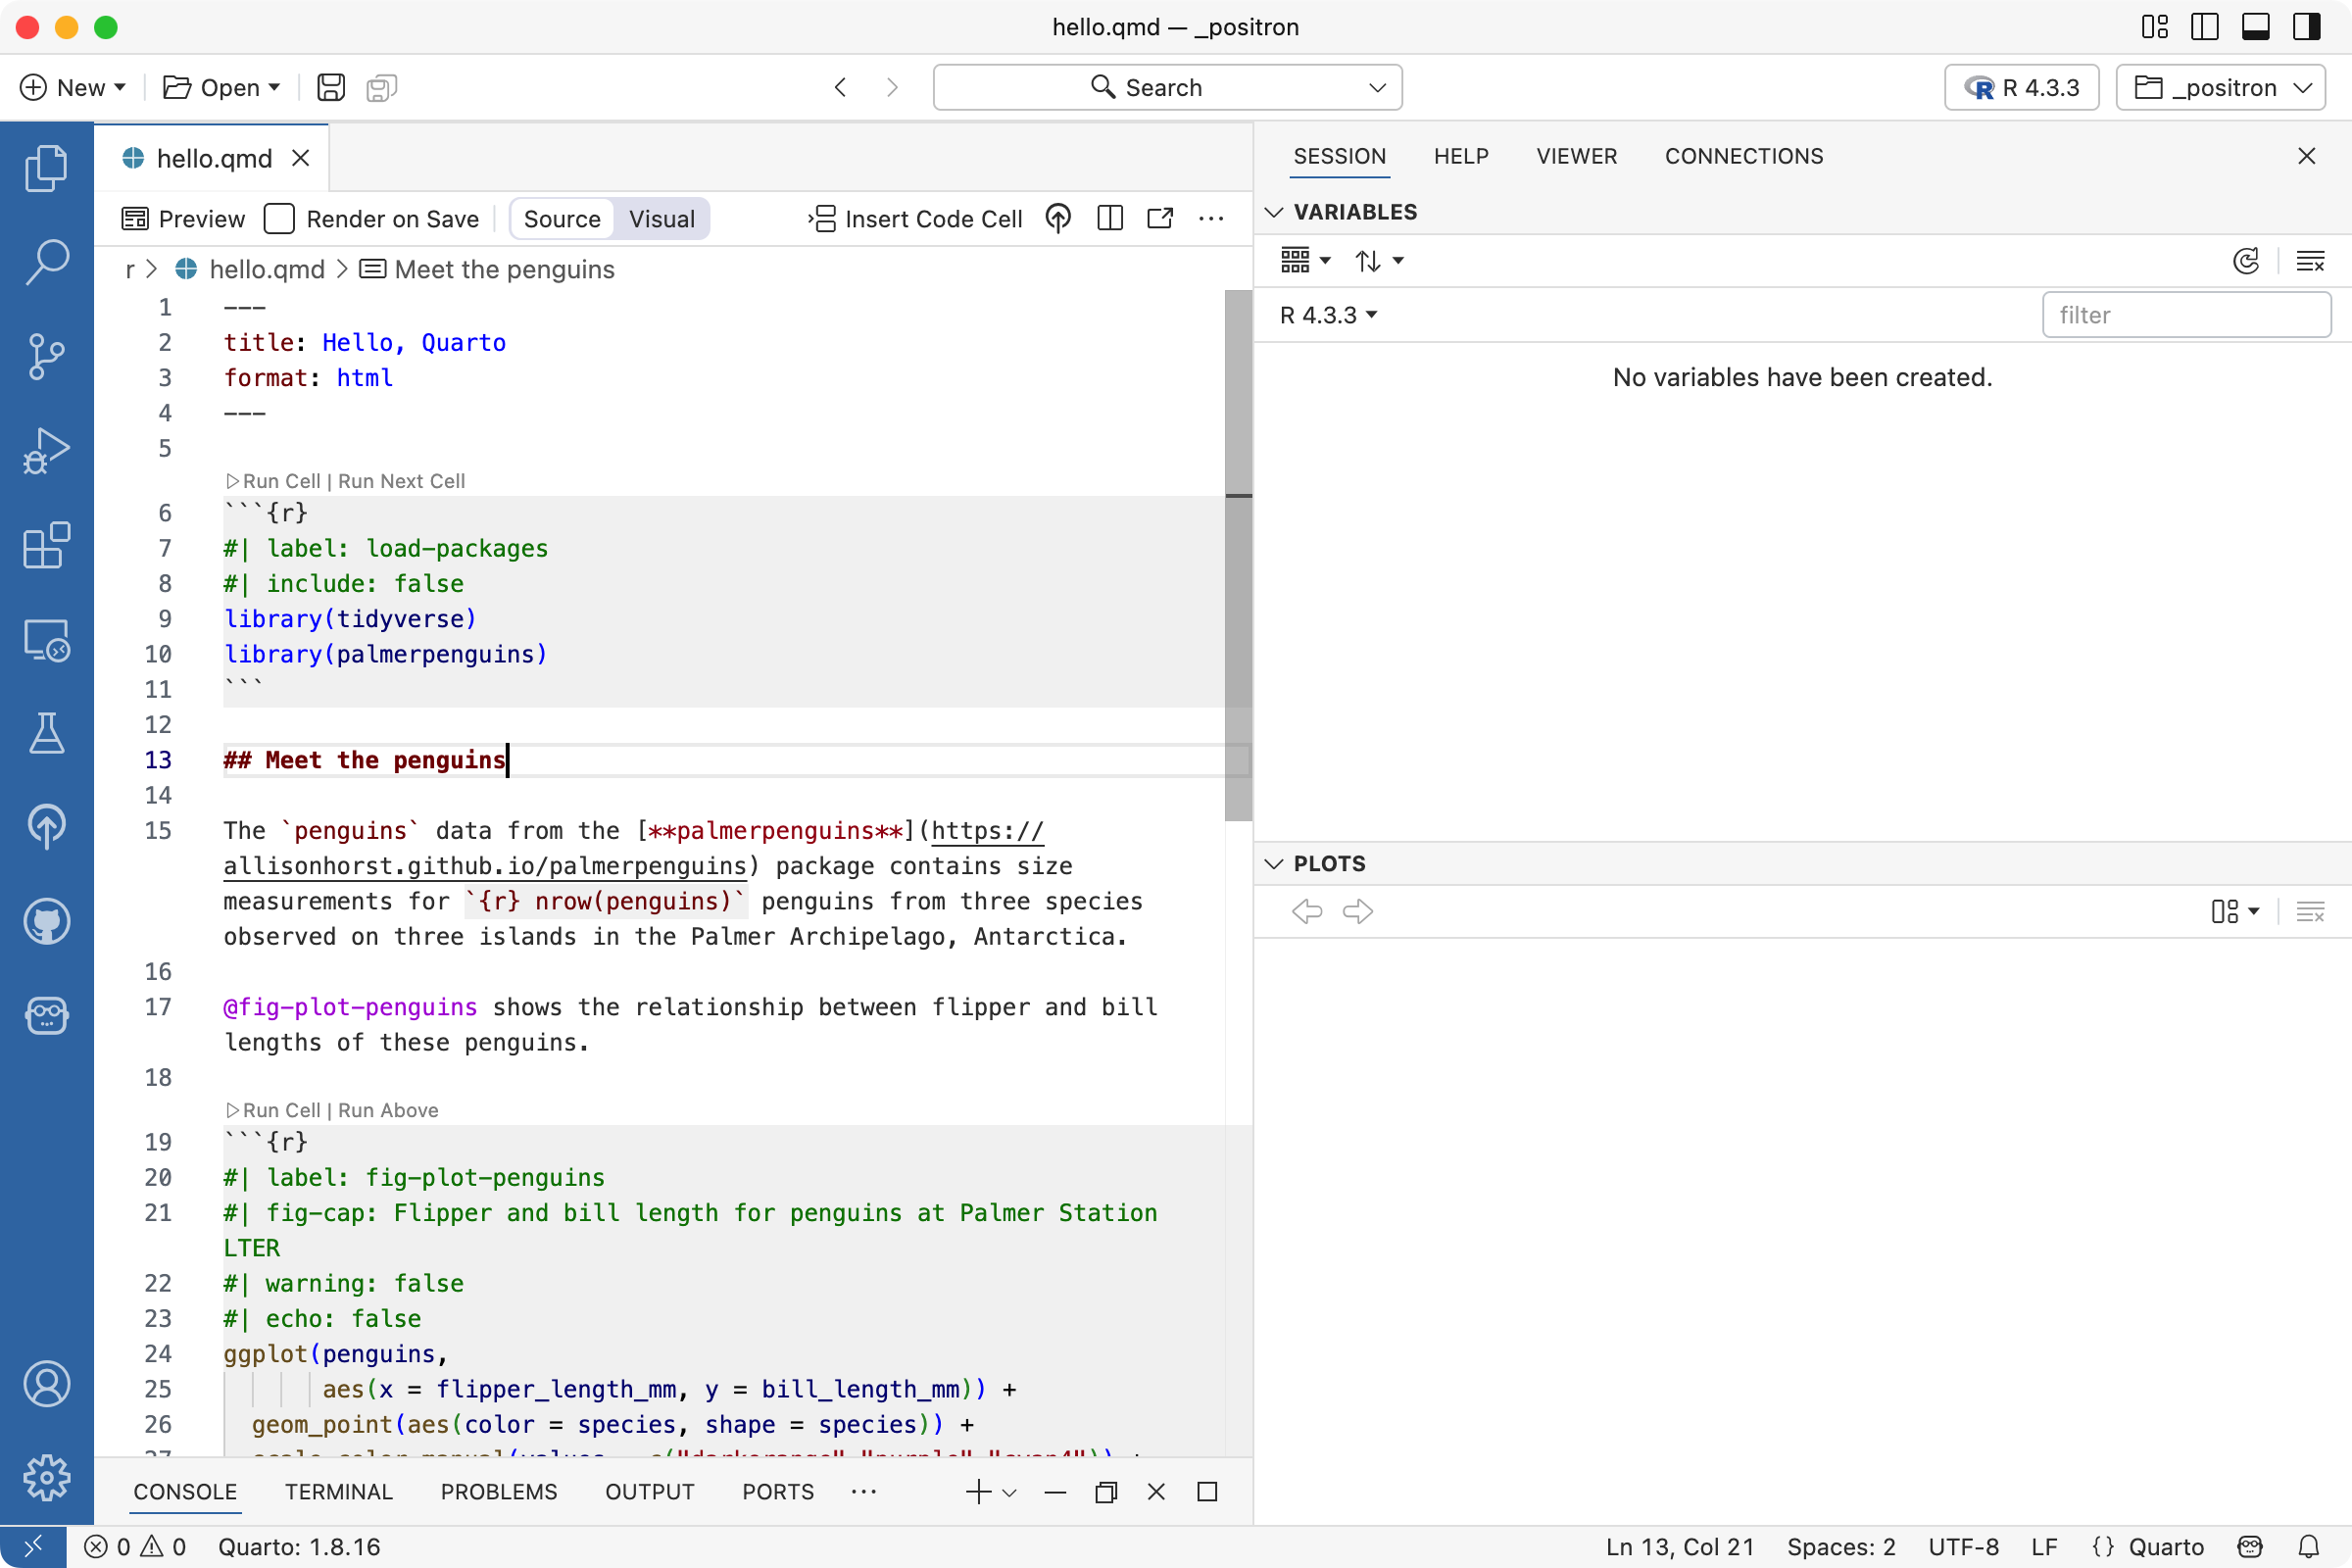 hello.qmd — _positron
New Open Search R 4.3.3 _positron
hello.qmd
Preview Render on Save Source Visual Insert Code Cell
r > hello.qmd > Meet the penguins
1 ---
2 title: Hello, Quarto
3 format: html
4 ---
5
Run Cell | Run Next Cell
6 ```{r}
7 #| label: load-packages
8 #| include: false
9 library(tidyverse)
10 library(palmerpenguins)
11 ```
12
13 ## Meet the penguins
14
15 The `penguins` data from the [**palmerpenguins**](https://
allisonhorst.github.io/palmerpenguins) package contains size
measurements for `{r} nrow(penguins)` penguins from three species
observed on three islands in the Palmer Archipelago, Antarctica.
16
17 @fig-plot-penguins shows the relationship between flipper and bill
lengths of these penguins.
18
Run Cell | Run Above
19 ```{r}
20 #| label: fig-plot-penguins
21 #| fig-cap: Flipper and bill length for penguins at Palmer Station
LTER
22 #| warning: false
23 #| echo: false
24 ggplot(penguins,
25 aes(x = flipper_length_mm, y = bill_length_mm)) +
26 geom_point(aes(color = species, shape = species)) +
27 scale_color_manual(values = c("darkorange","purple","cyan4")) +
SESSION HELP VIEWER CONNECTIONS
VARIABLES
R 4.3.3 filter
No variables have been created.
PLOTS
CONSOLE TERMINAL PROBLEMS OUTPUT PORTS ···
0 0 Quarto: 1.8.16 Ln 13, Col 21 Spaces: 2 UTF-8 LF {} Quarto